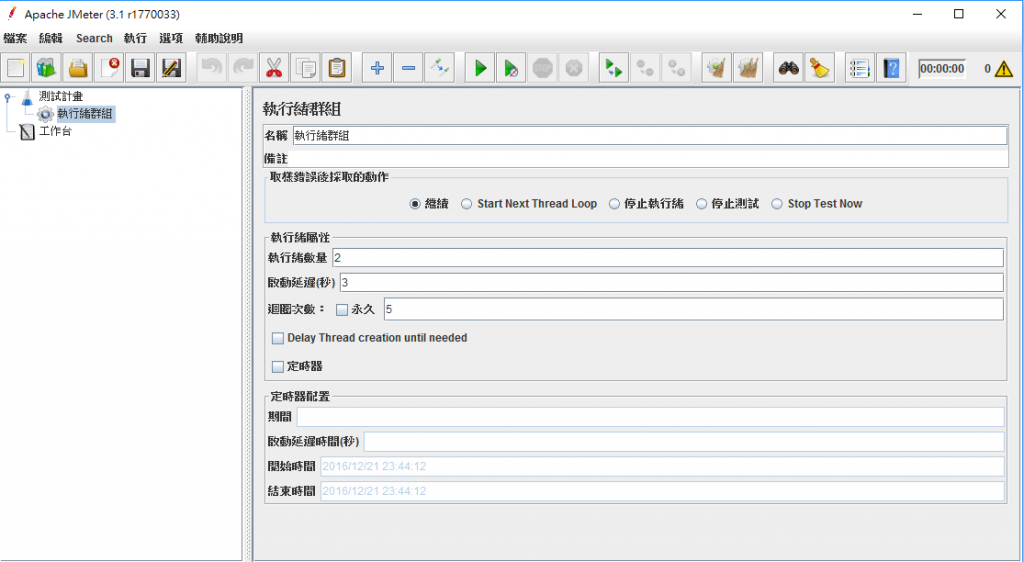 Apache JMeter (3.1 r1770033)
檔案 編輯 Search 執行 選項 輔助說明
00:00:00 0
測試計畫
執行緒群組
工作台
執行緒群組
名稱 執行緒群組
備註
取樣錯誤後採取的動作
繼續 Start Next Thread Loop 停止執行緒 停止測試 Stop Test Now
執行緒屬性
執行緒數量 2
啟動延遲(秒) 3
迴圈次數： 永久 5
Delay Thread creation until needed
定時器
定時器配置
期間
啟動延遲時間(秒)
開始時間 2016/12/21 23:44:12
結束時間 2016/12/21 23:44:12